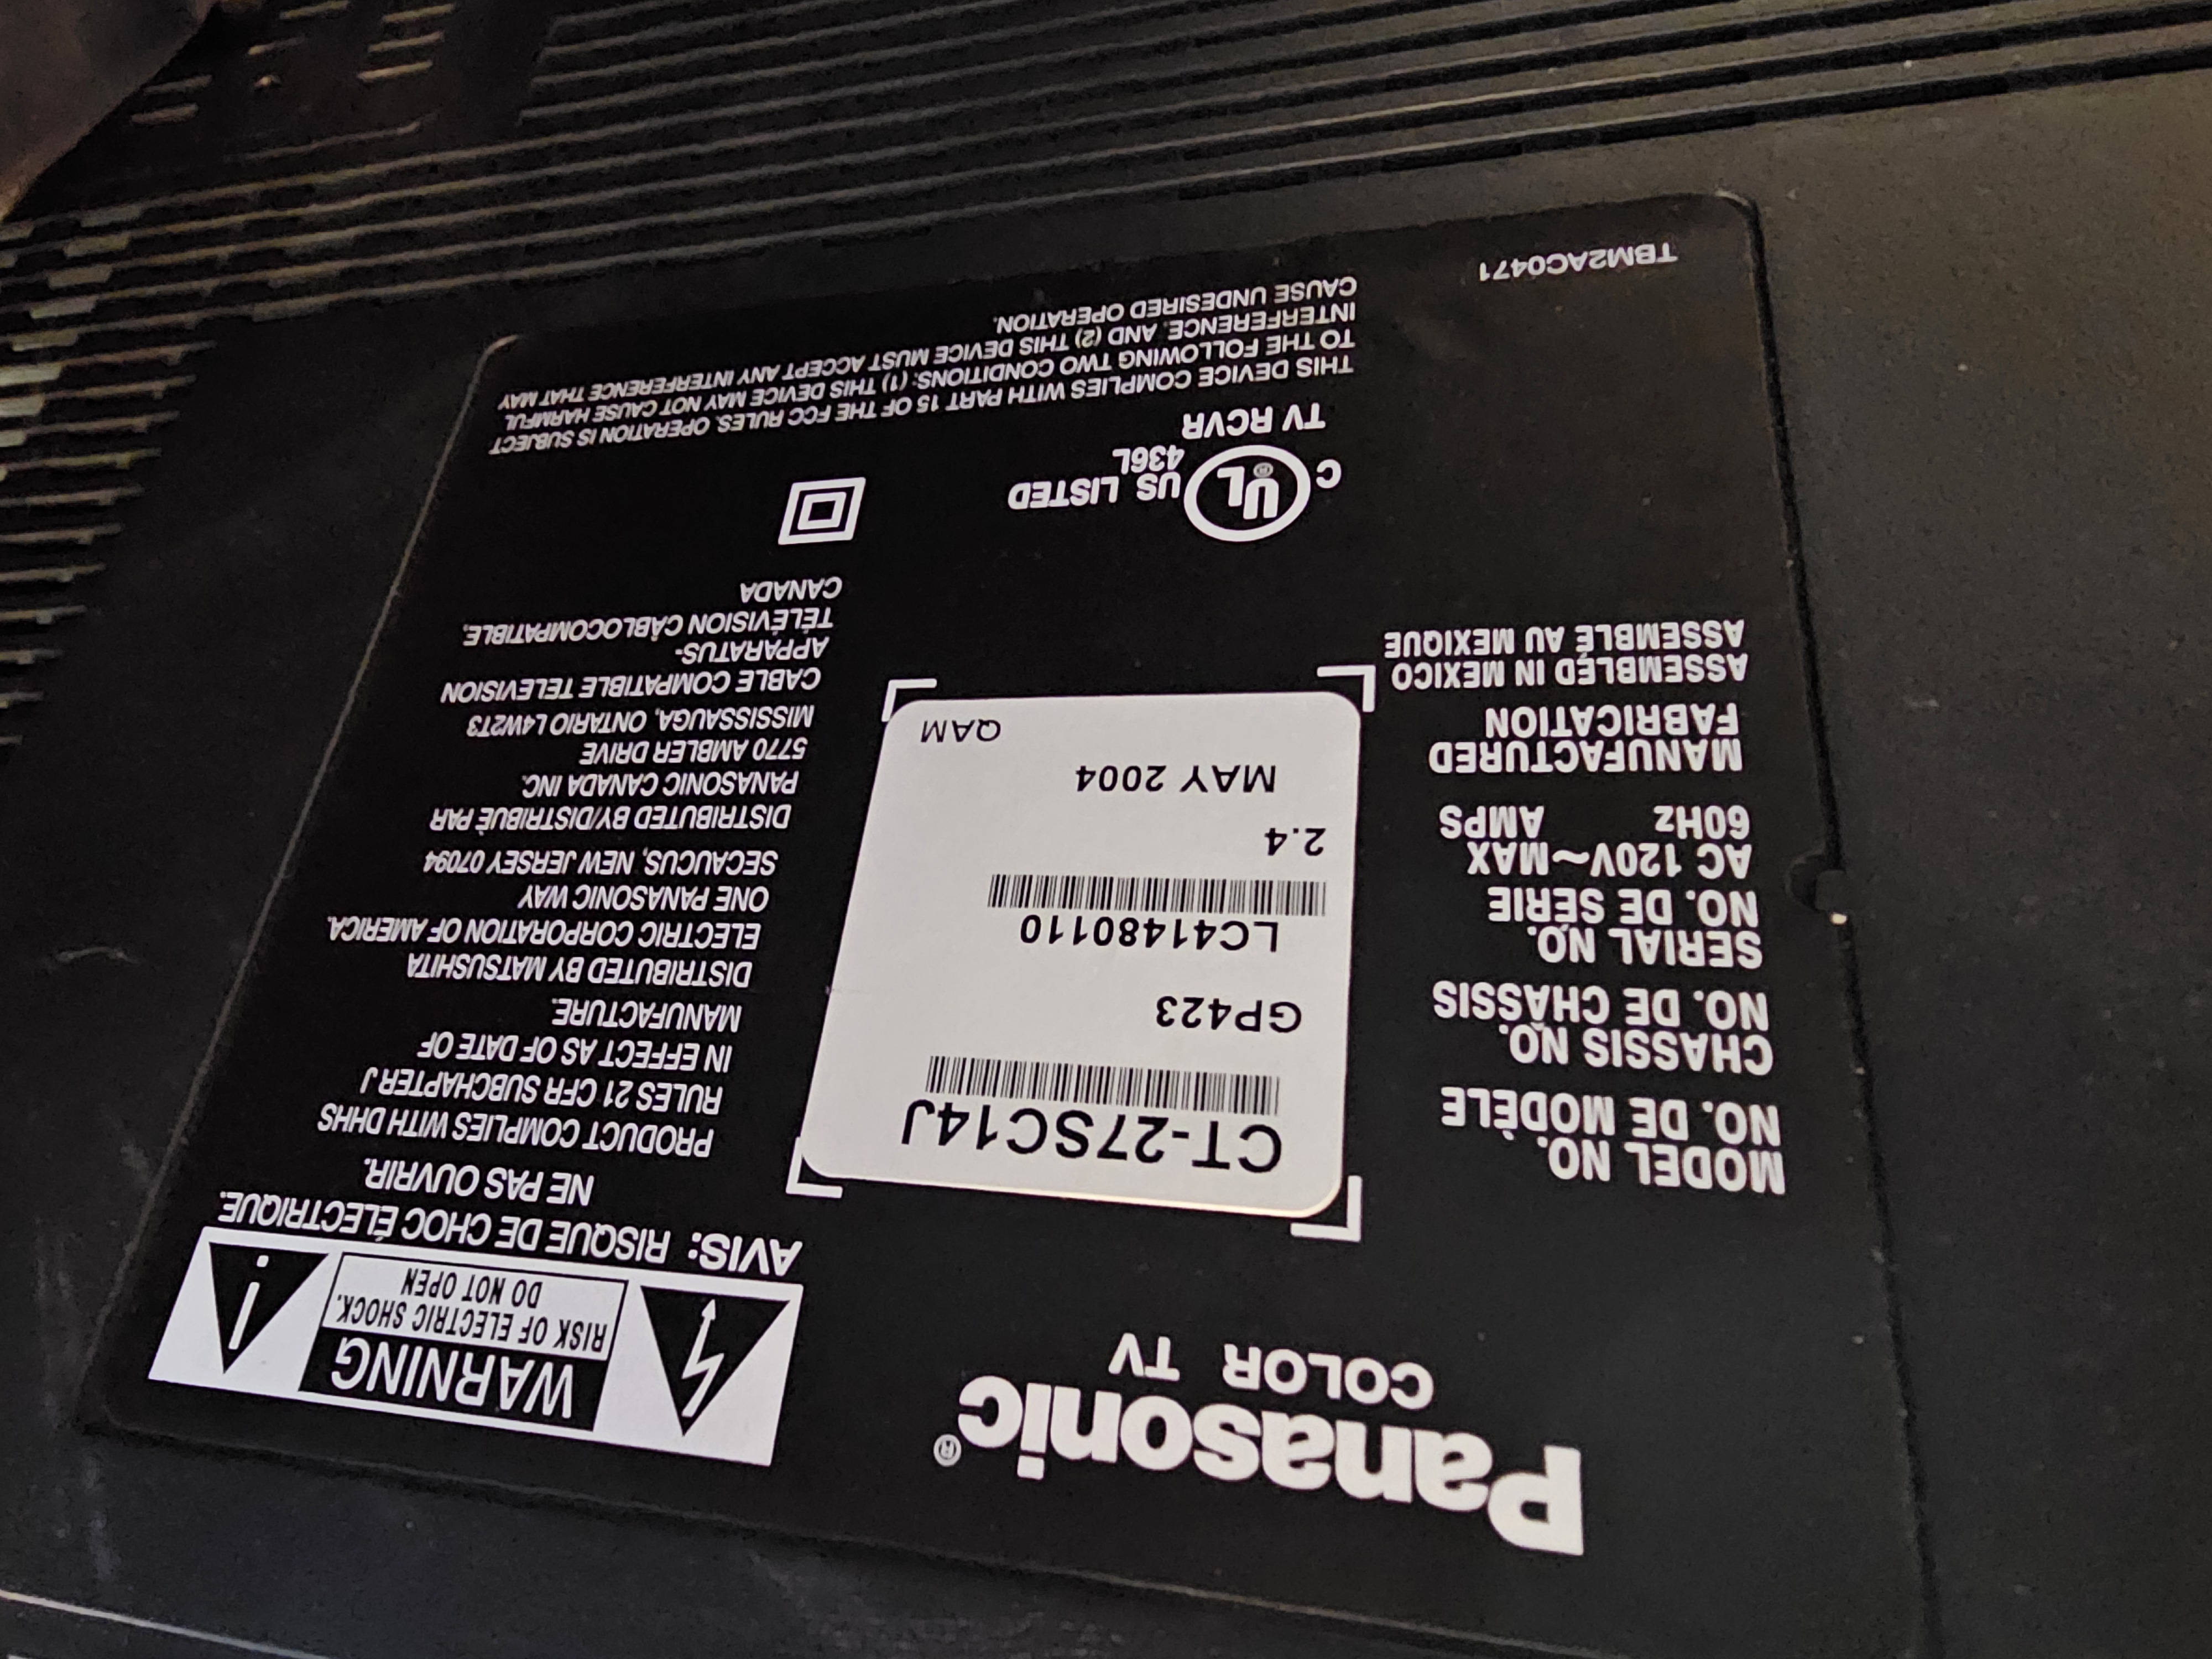 Panasonic®
COLOR TV
WARNING
RISK OF ELECTRIC SHOCK.
DO NOT OPEN
i
AVIS: RISQUE DE CHOC ÉLECTRIQUE.
NE PAS OUVRIR.
MODEL NO.
NO. DE MODÈLE
CT-27SC14J
CHASSIS NO.
NO. DE CHASSIS
GP423
SERIAL NO.
NO. DE SÉRIE
LC41480110
AC 120V~MAX
60Hz AMPS
2.4
MANUFACTURED
FABRICATION
MAY 2004
QAM
ASSEMBLED IN MEXICO
ASSEMBLÉ AU MEXIQUE
PRODUCT COMPLIES WITH DHHS
RULES 21 CFR SUBCHAPTER J
IN EFFECT AS OF DATE OF
MANUFACTURE.
DISTRIBUTED BY MATSUSHITA
ELECTRIC CORPORATION OF AMERICA.
ONE PANASONIC WAY
SECAUCUS, NEW JERSEY 07094
DISTRIBUTED BY/DISTRIBUÈ PAR
PANASONIC CANADA INC.
5770 AMBLER DRIVE
MISSISSAUGA, ONTARIO L4W2T3
CABLE COMPATIBLE TELEVISION
APPARATUS-
TÉLÉVISION CÂBLOCOMPATIBLE,
CANADA
C UL® US LISTED
436L
TV RCVR
THIS DEVICE COMPLIES WITH PART 15 OF THE FCC RULES. OPERATION IS SUBJECT
TO THE FOLLOWING TWO CONDITIONS: (1) THIS DEVICE MAY NOT CAUSE HARMFUL
INTERFERENCE, AND (2) THIS DEVICE MUST ACCEPT ANY INTERFERENCE THAT MAY
CAUSE UNDESIRED OPERATION.
TBM2AC0471